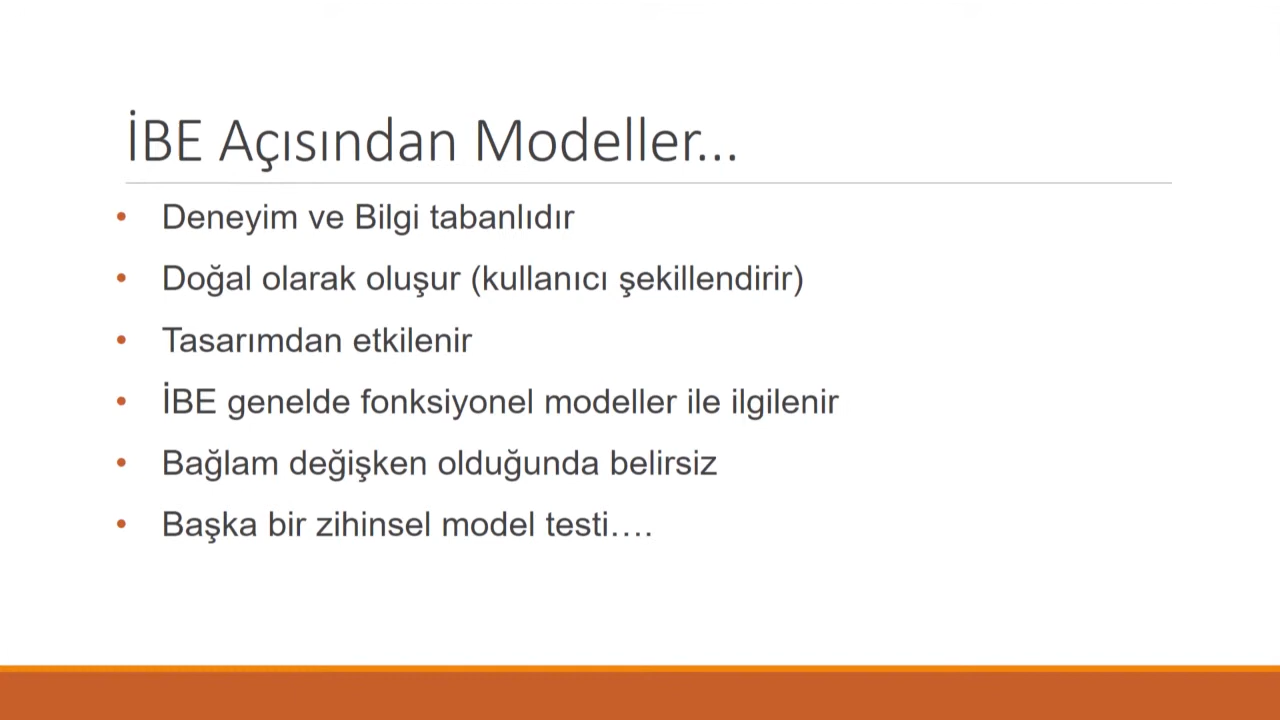 İBE Açısından Modeller...
• Deneyim ve Bilgi tabanlıdır
• Doğal olarak oluşur (kullanıcı şekillendirir)
• Tasarımdan etkilenir
• İBE genelde fonksiyonel modeller ile ilgilenir
• Bağlam değişken olduğunda belirsiz
• Başka bir zihinsel model testi....